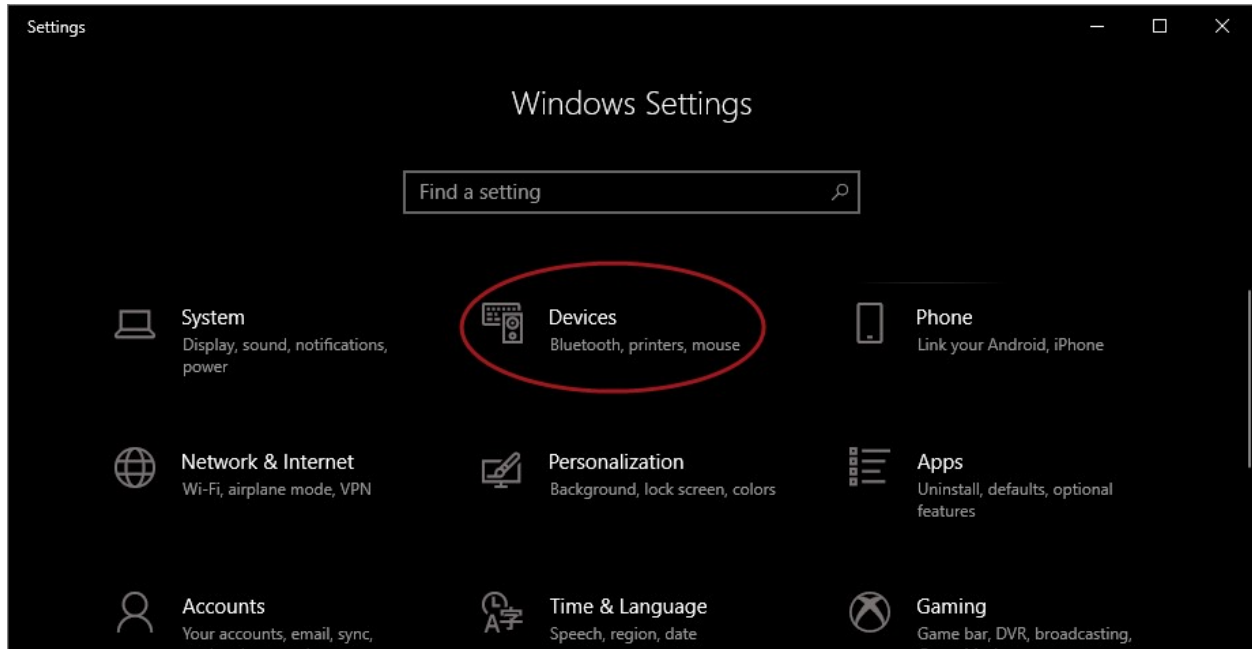 Settings
Windows Settings
Find a setting
System
Display, sound, notifications,
power
Devices
Bluetooth, printers, mouse
Phone
Link your Android, iPhone
Network & Internet
Wi-Fi, airplane mode, VPN
Personalization
Background, lock screen, colors
Apps
Uninstall, defaults, optional
features
Accounts
Your accounts, email, sync,
Time & Language
Speech, region, date
Gaming
Game bar, DVR, broadcasting,